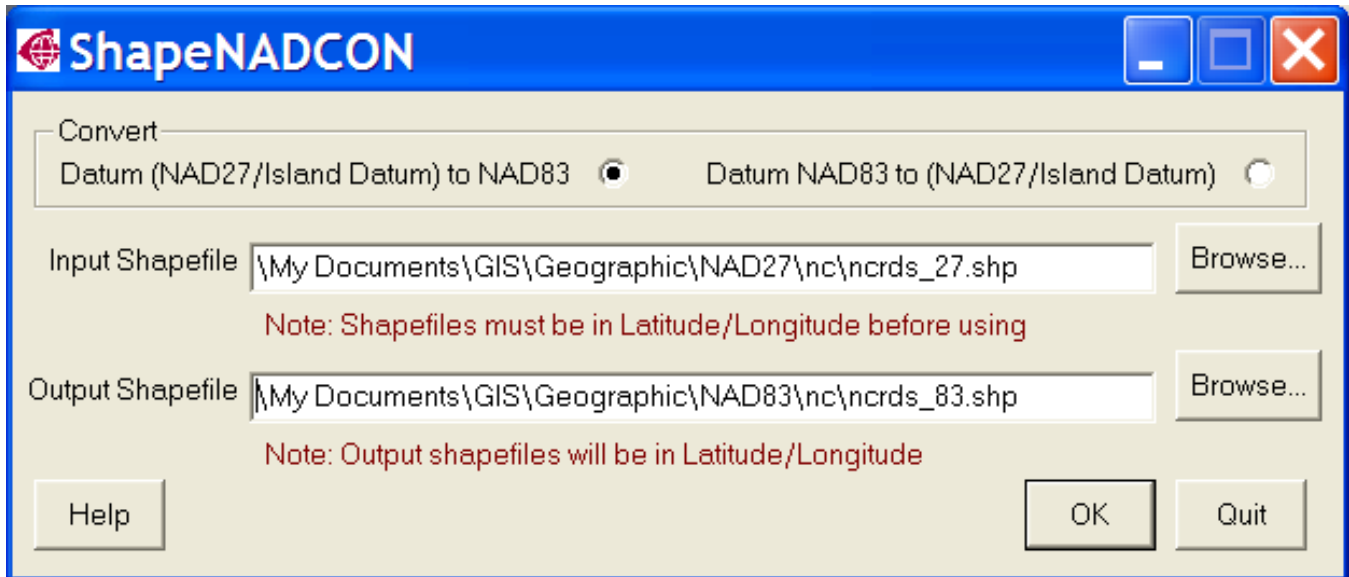 ShapeNADCON
Convert
Datum (NAD27/Island Datum) to NAD83 Datum NAD83 to (NAD27/Island Datum)
Input Shapefile \My Documents\GIS\Geographic\NAD27\nc\ncrds_27.shp Browse...
Note: Shapefiles must be in Latitude/Longitude before using
Output Shapefile \My Documents\GIS\Geographic\NAD83\nc\ncrds_83.shp Browse...
Note: Output shapefiles will be in Latitude/Longitude
Help OK Quit